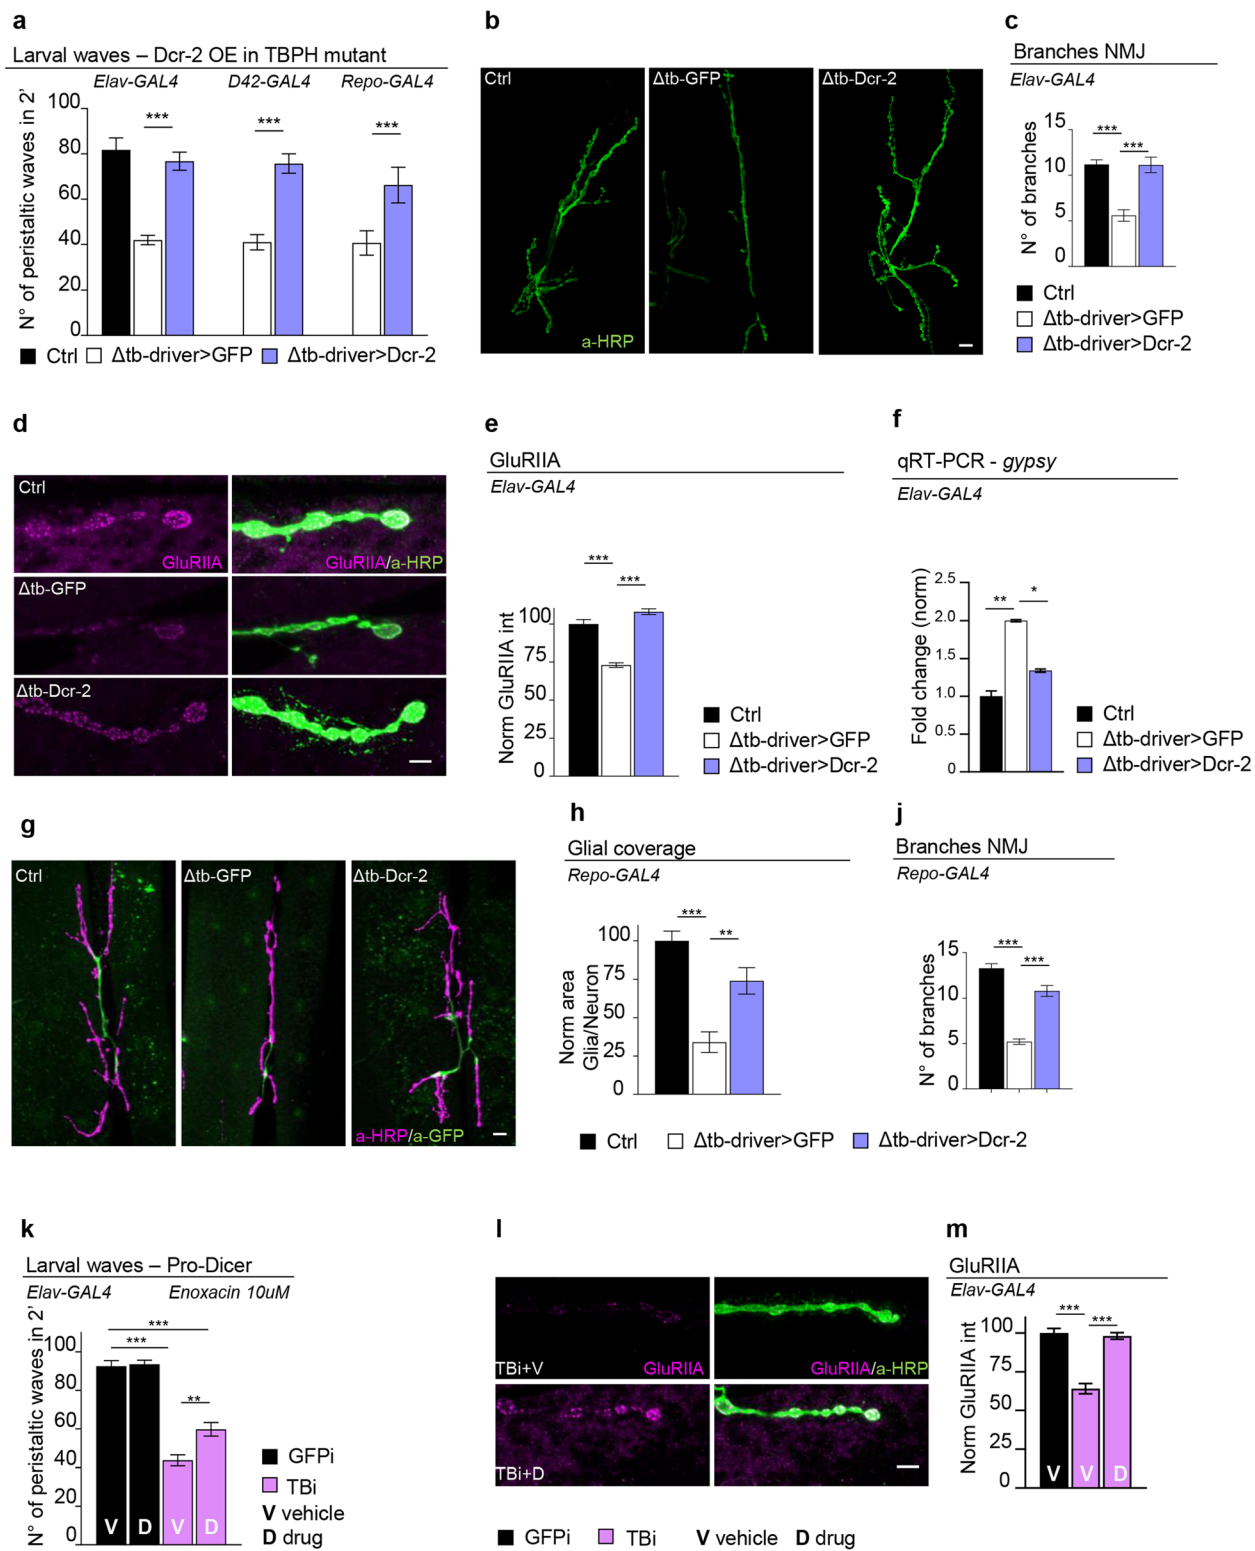 a
Larval waves – Dcr-2 OE in TBPH mutant
Elav-GAL4 D42-GAL4 Repo-GAL4
N° of peristaltic waves in 2'
100
80
60
40
20
0
*** *** ***
Ctrl Δtb-driver>GFP Δtb-driver>Dcr-2
b
Ctrl Δtb-GFP Δtb-Dcr-2
a-HRP
c
Branches NMJ
Elav-GAL4
N° of branches
15
10
5
0
***
***
Ctrl
Δtb-driver>GFP
Δtb-driver>Dcr-2
d
Ctrl
GluRIIA GluRIIA/a-HRP
Δtb-GFP
Δtb-Dcr-2
e
GluRIIA
Elav-GAL4
Norm GluRIIA int
100
75
50
25
0
***
***
Ctrl
Δtb-driver>GFP
Δtb-driver>Dcr-2
f
qRT-PCR - gypsy
Elav-GAL4
Fold change (norm)
2.5
2.0
1.5
1.0
0.5
0
** *
Ctrl
Δtb-driver>GFP
Δtb-driver>Dcr-2
g
Ctrl Δtb-GFP Δtb-Dcr-2
a-HRP/a-GFP
h
Glial coverage
Repo-GAL4
Norm area
Glia/Neuron
100
75
50
25
0
***
**
j
Branches NMJ
Repo-GAL4
N° of branches
15
10
5
0
***
***
Ctrl Δtb-driver>GFP Δtb-driver>Dcr-2
k
Larval waves – Pro-Dicer
Elav-GAL4 Enoxacin 10uM
N° of peristaltic waves in 2'
100
80
60
40
20
0
***
***
**
V D V D
GFPi
TBi
V vehicle
D drug
l
GluRIIA GluRIIA/a-HRP
TBi+V
TBi+D
GFPi TBi V vehicle D drug
m
GluRIIA
Elav-GAL4
Norm GluRIIA int
100
75
50
25
0
***
***
V V D